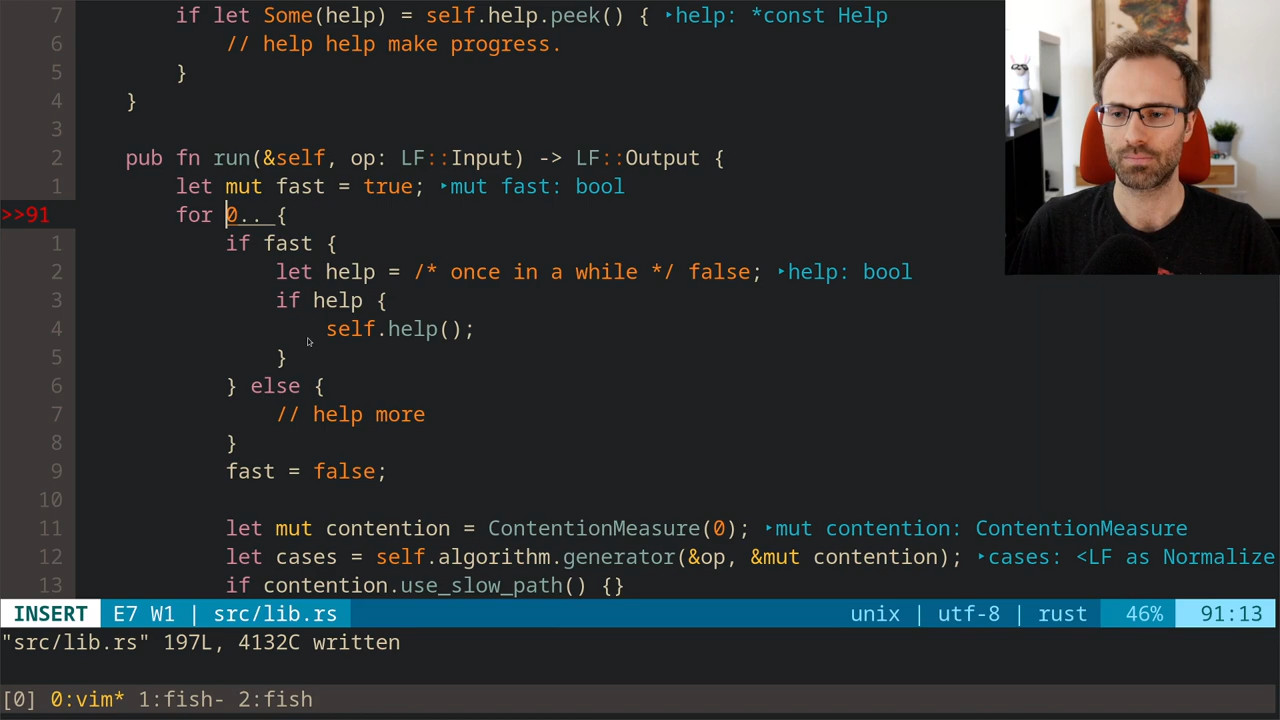 7 if let Some(help) = self.help.peek() { ‣help: *const Help
6 // help help make progress.
5 }
4 }
3
2 pub fn run(&self, op: LF::Input) -> LF::Output {
1 let mut fast = true; ‣mut fast: bool
>>91 for 0.. {
1 if fast {
2 let help = /* once in a while */ false; ‣help: bool
3 if help {
4 self.help();
5 }
6 } else {
7 // help more
8 }
9 fast = false;
10
11 let mut contention = ContentionMeasure(0); ‣mut contention: ContentionMeasure
12 let cases = self.algorithm.generator(&op, &mut contention); ‣cases: <LF as Normalize
13 if contention.use_slow_path() {}
INSERT E7 W1 | src/lib.rs unix | utf-8 | rust 46% 91:13
"src/lib.rs" 197L, 4132C written
[0] 0:vim* 1:fish- 2:fish